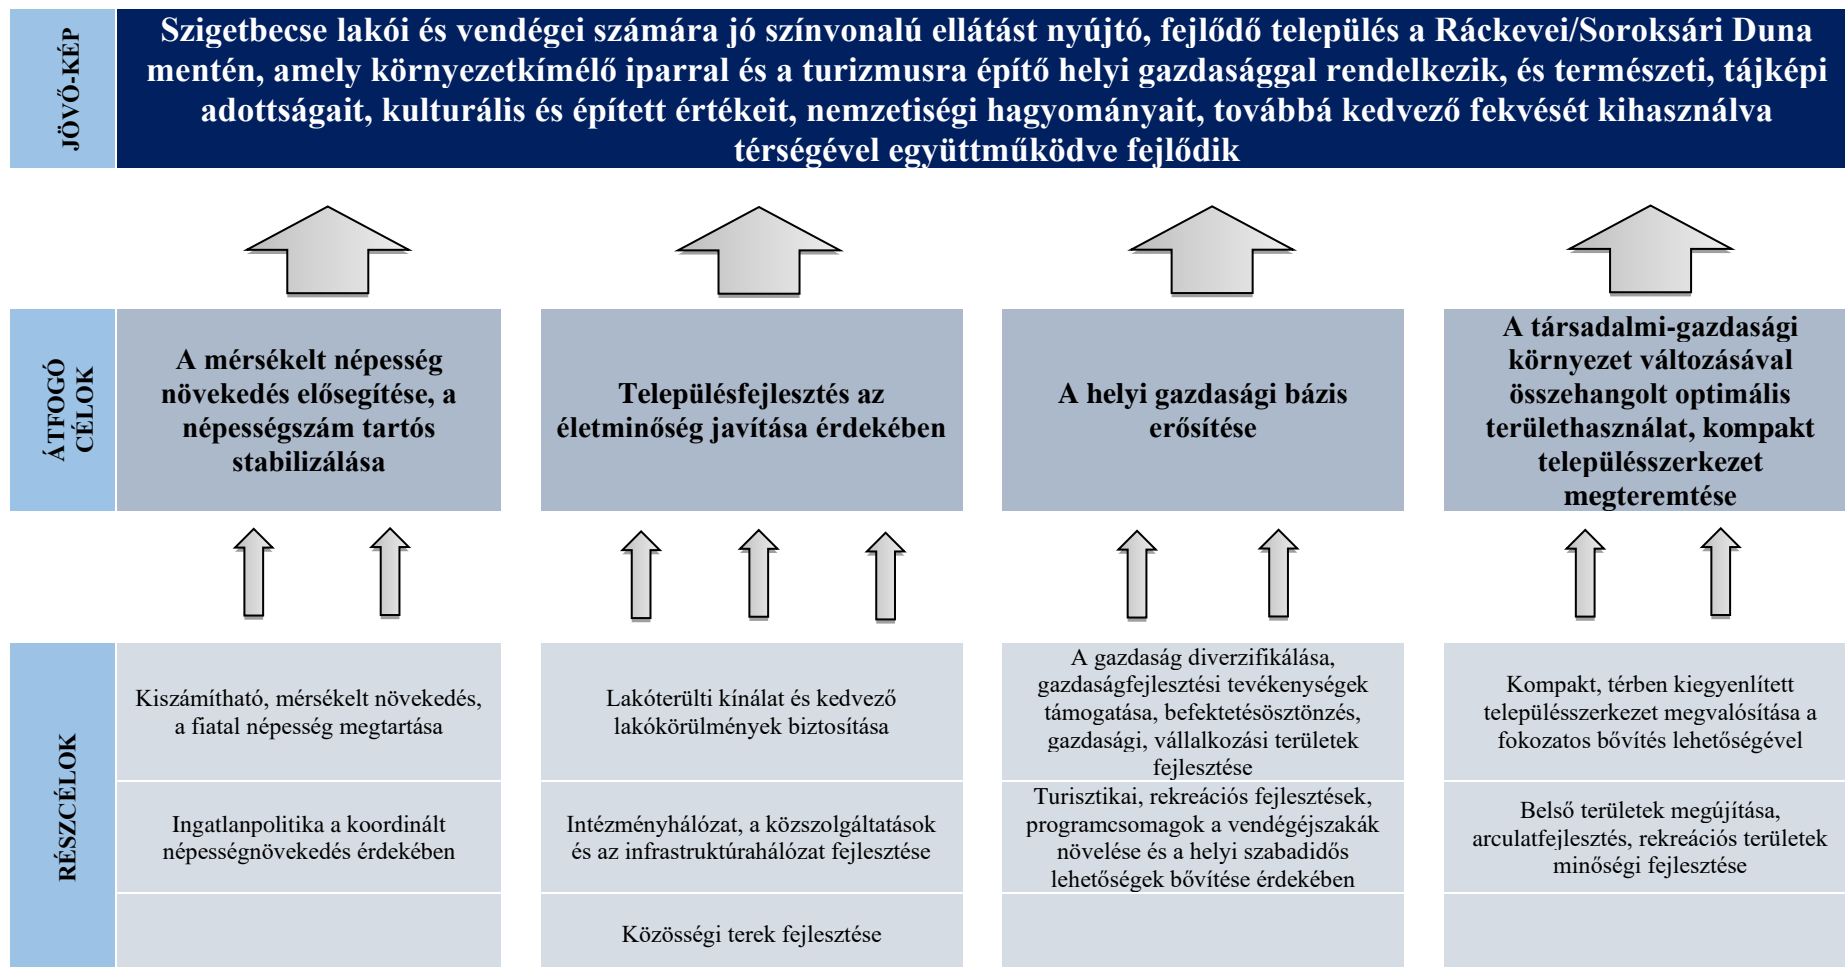 JÖVŐ-KÉP
Szigetbecse lakói és vendégei számára jó színvonalú ellátást nyújtó, fejlődő település a Ráckevei/Soroksári Duna
mentén, amely környezetkímélő iparral és a turizmusra építő helyi gazdasággal rendelkezik, és természeti, tájképi
adottságait, kulturális és épített értékeit, nemzetiségi hagyományait, továbbá kedvező fekvését kihasználva
térségével együttműködve fejlődik
ÁTFOGÓ
CÉLOK
A mérsékelt népesség
növekedés elősegítése, a
népességszám tartós
stabilizálása
Településfejlesztés az
életminőség javítása érdekében
A helyi gazdasági bázis
erősítése
A társadalmi-gazdasági
környezet változásával
összehangolt optimális
területhasználat, kompakt
településszerkezet
megteremtése
RÉSZCÉLOK
Kiszámítható, mérsékelt növekedés,
a fiatal népesség megtartása
Lakóterülti kínálat és kedvező
lakókörülmények biztosítása
A gazdaság diverzifikálása,
gazdaságfejlesztési tevékenységek
támogatása, befektetésösztönzés,
gazdasági, vállalkozási területek
fejlesztése
Kompakt, térben kiegyenlített
településszerkezet megvalósítása a
fokozatos bővítés lehetőségével
Ingatlanpolitika a koordinált
népességnövekedés érdekében
Intézményhálózat, a közszolgáltatások
és az infrastruktúrahálózat fejlesztése
Turisztikai, rekreációs fejlesztések,
programcsomagok a vendégéjszakák
növelése és a helyi szabadidős
lehetőségek bővítése érdekében
Belső területek megújítása,
arculatfejlesztés, rekreációs területek
minőségi fejlesztése
Közösségi terek fejlesztése